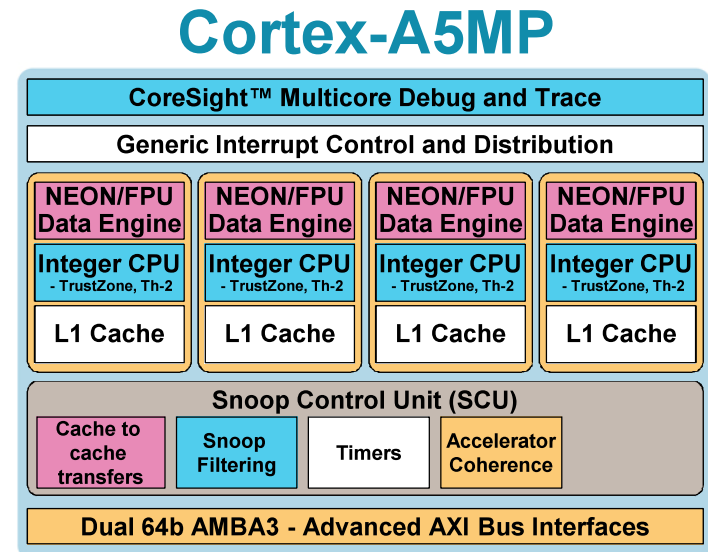 Cortex-A5MP
CoreSight™ Multicore Debug and Trace
Generic Interrupt Control and Distribution
NEON/FPU
Data Engine
Integer CPU
- TrustZone, Th-2
L1 Cache
NEON/FPU
Data Engine
Integer CPU
- TrustZone, Th-2
L1 Cache
NEON/FPU
Data Engine
Integer CPU
- TrustZone, Th-2
L1 Cache
NEON/FPU
Data Engine
Integer CPU
- TrustZone, Th-2
L1 Cache
Snoop Control Unit (SCU)
Cache to
cache
transfers
Snoop
Filtering
Timers
Accelerator
Coherence
Dual 64b AMBA3 - Advanced AXI Bus Interfaces